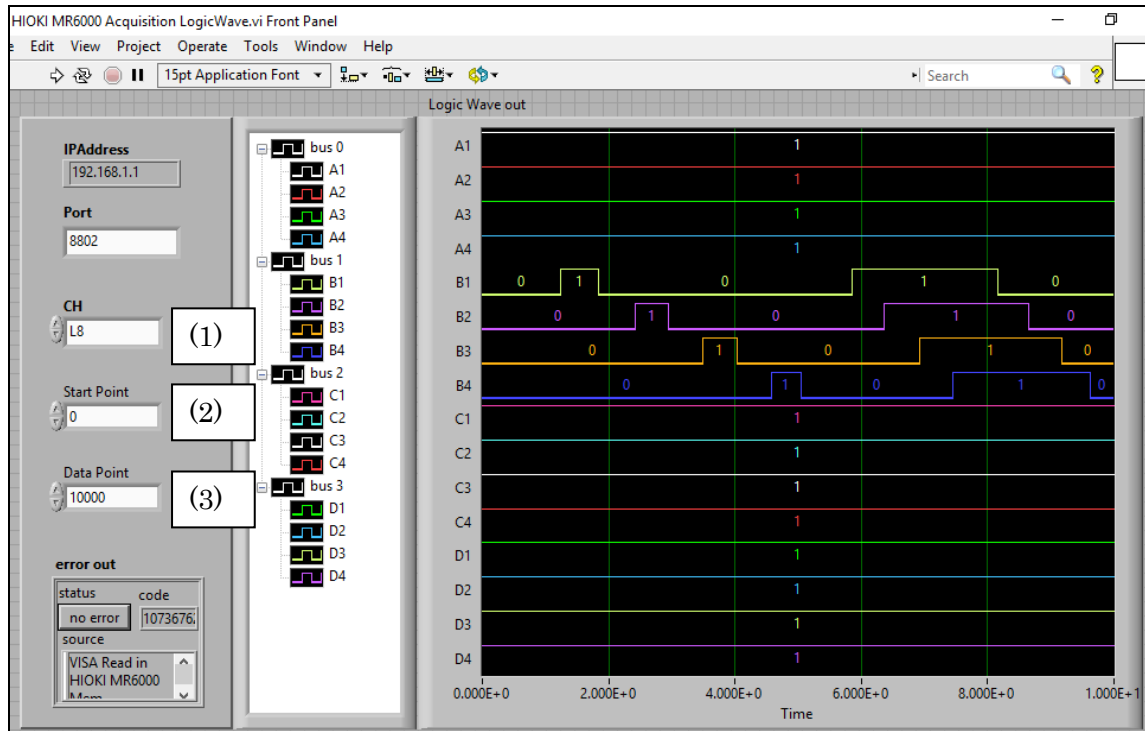 HIOKI MR6000 Acquisition LogicWave.vi Front Panel
Edit View Project Operate Tools Window Help
15pt Application Font
Search
Logic Wave out
IPAddress
192.168.1.1
Port
8802
CH
L8
(1)
Start Point
0
(2)
Data Point
10000
(3)
error out
status code
no error
source
VISA Read in
HIOKI MR6000
bus 0
A1
A2
A3
A4
bus 1
B1
B2
B3
B4
bus 2
C1
C2
C3
C4
bus 3
D1
D2
D3
D4
A1 1
A2 1
A3 1
A4 1
B1 0 1 0 1 0
B2 0 1 0 1 0
B3 0 1 0 1 0
B4 0 1 0 1 0
C1 1
C2 1
C3 1
C4 1
D1 1
D2 1
D3 1
D4 1
0.000E+0 2.000E+0 4.000E+0 6.000E+0 8.000E+0 1.000E+1
Time